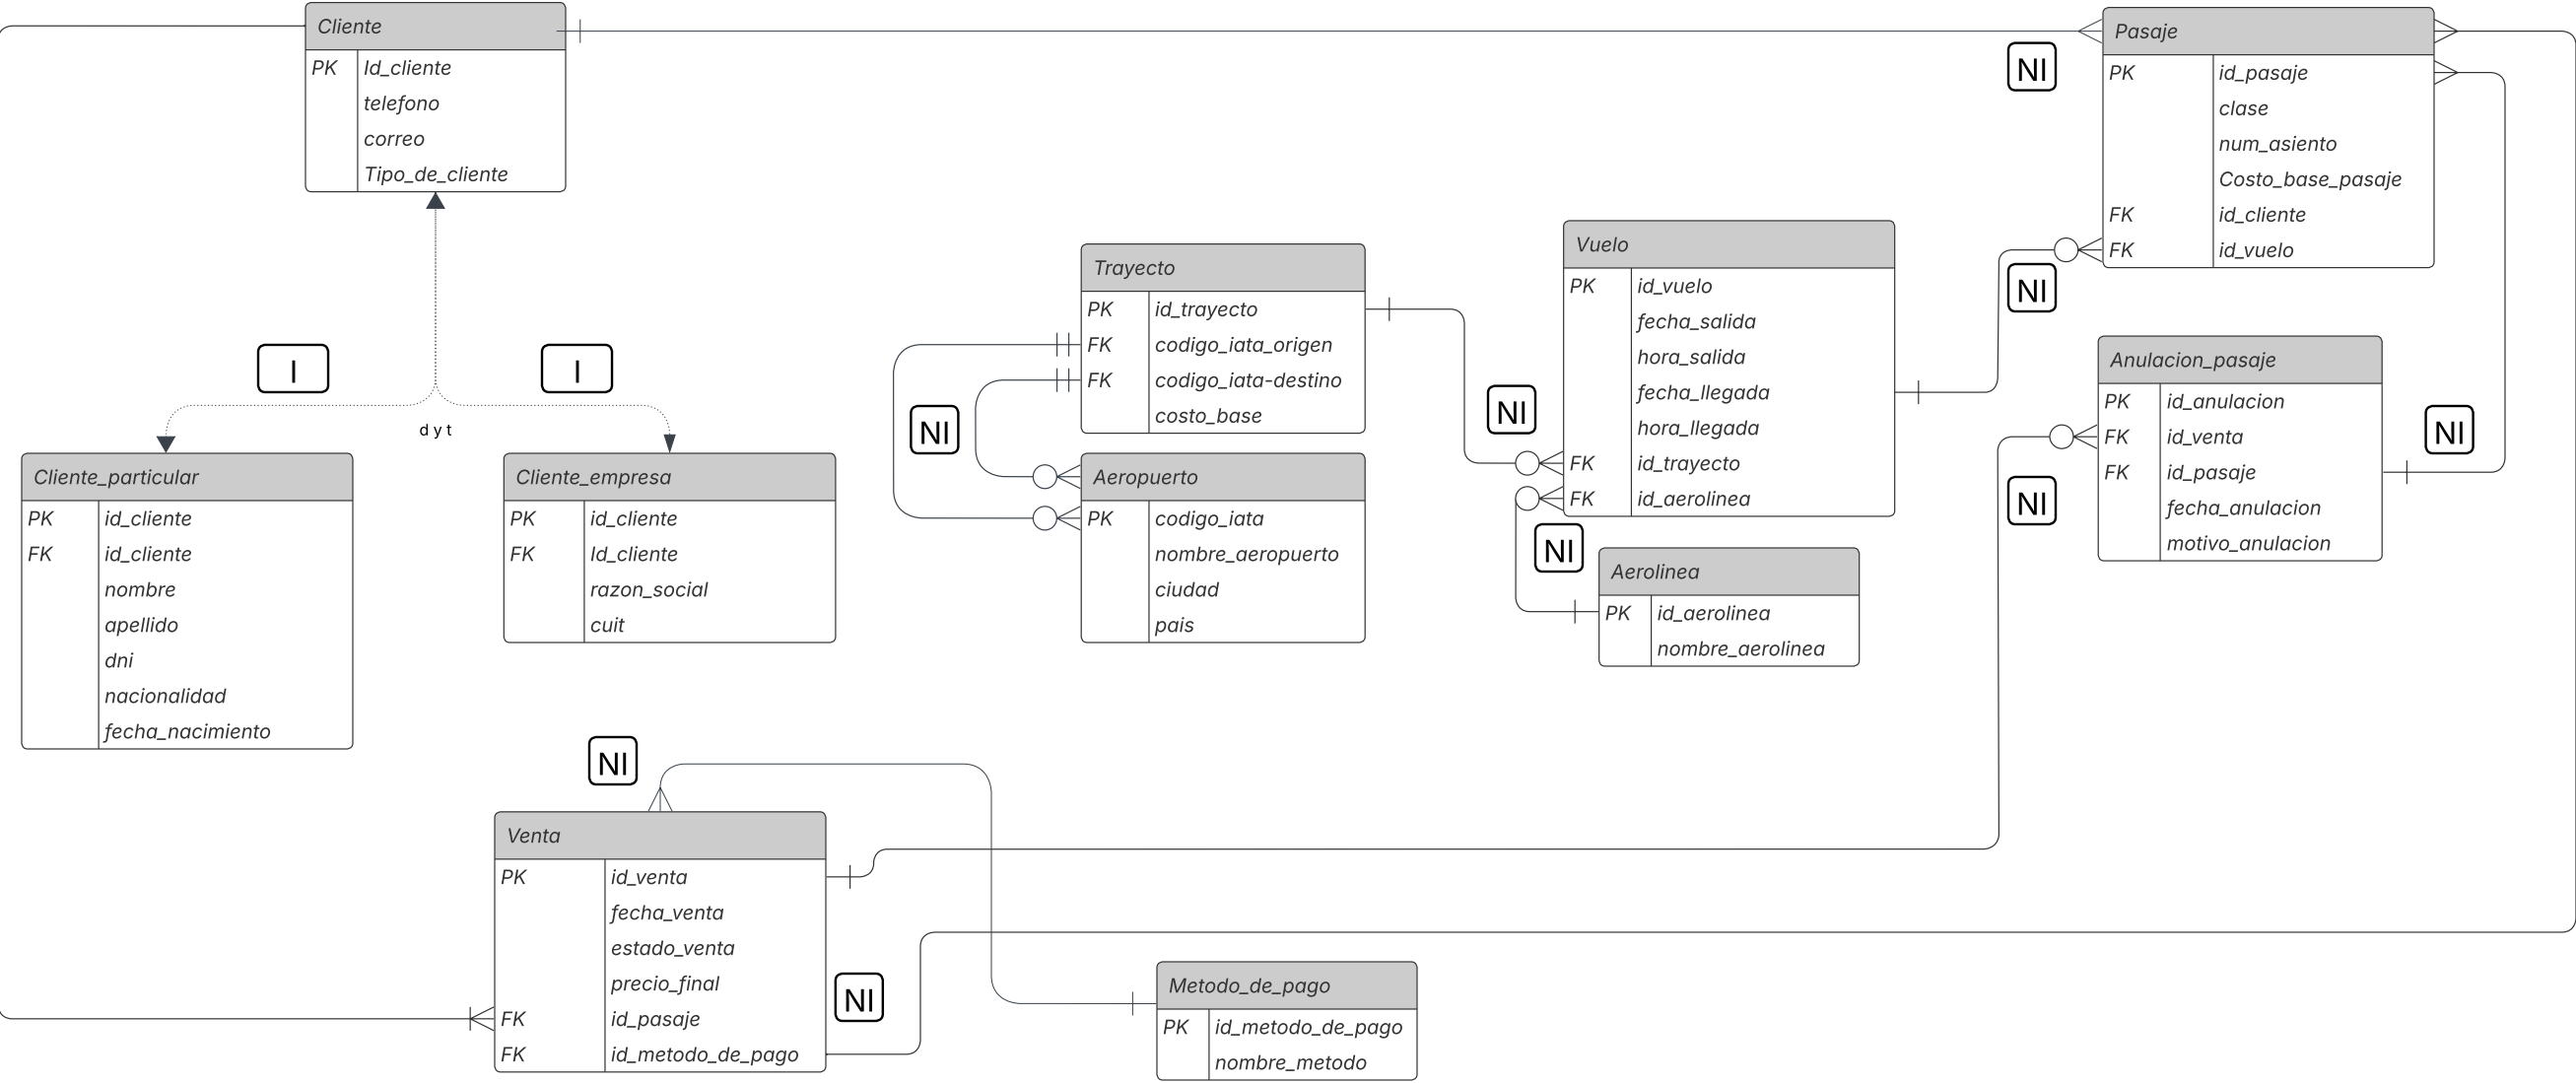 Cliente
PK Id_cliente
telefono
correo
Tipo_de_cliente
Pasaje
PK id_pasaje
clase
num_asiento
Costo_base_pasaje
FK id_cliente
FK id_vuelo
NI
NI
Trayecto
PK id_trayecto
FK codigo_iata_origen
FK codigo_iata-destino
costo_base
Vuelo
PK id_vuelo
fecha_salida
hora_salida
fecha_llegada
hora_llegada
FK id_trayecto
FK id_aerolinea
NI
NI
NI
Anulacion_pasaje
PK id_anulacion
FK id_venta
FK id_pasaje
fecha_anulacion
motivo_anulacion
NI
NI
I
I
d y t
Cliente_particular
PK id_cliente
FK id_cliente
nombre
apellido
dni
nacionalidad
fecha_nacimiento
Cliente_empresa
PK id_cliente
FK Id_cliente
razon_social
cuit
Aeropuerto
PK codigo_iata
nombre_aeropuerto
ciudad
pais
Aerolinea
PK id_aerolinea
nombre_aerolinea
NI
Venta
PK id_venta
fecha_venta
estado_venta
precio_final
FK id_pasaje
FK id_metodo_de_pago
NI
Metodo_de_pago
PK id_metodo_de_pago
nombre_metodo